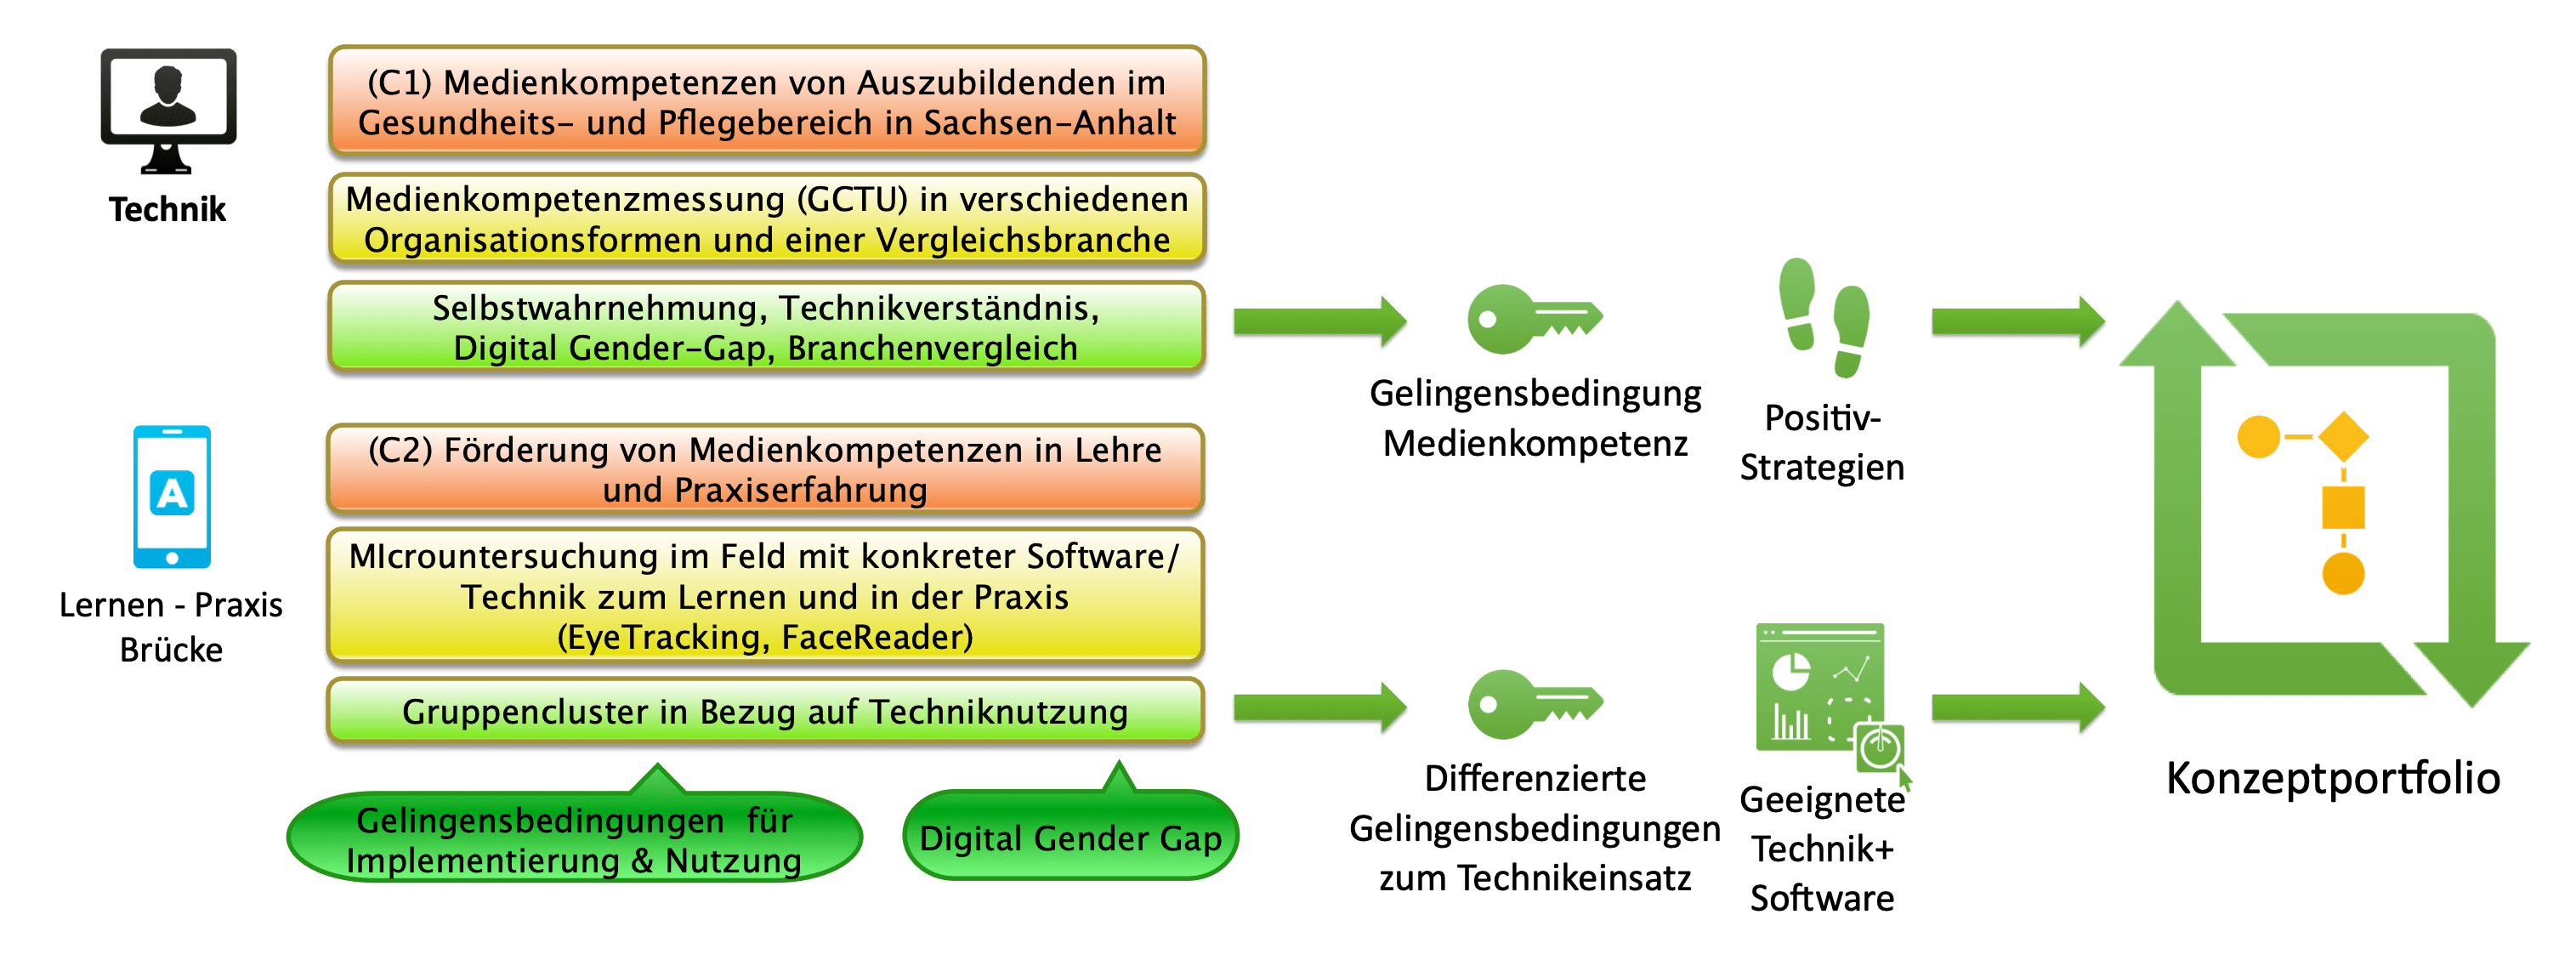 Technik
(C1) Medienkompetenzen von Auszubildenden im
Gesundheits- und Pflegebereich in Sachsen-Anhalt
Medienkompetenzmessung (GCTU) in verschiedenen
Organisationsformen und einer Vergleichsbranche
Selbstwahrnehmung, Technikverständnis,
Digital Gender-Gap, Branchenvergleich
Gelingensbedingung
Medienkompetenz
Positiv-
Strategien
Lernen - Praxis
Brücke
A
(C2) Förderung von Medienkompetenzen in Lehre
und Praxiserfahrung
MIcrountersuchung im Feld mit konkreter Software/
Technik zum Lernen und in der Praxis
(EyeTracking, FaceReader)
Gruppencluster in Bezug auf Techniknutzung
Gelingensbedingungen  für
Implementierung & Nutzung
Digital Gender Gap
Differenzierte
Gelingensbedingungen
zum Technikeinsatz
Geeignete
Technik+
Software
Konzeptportfolio